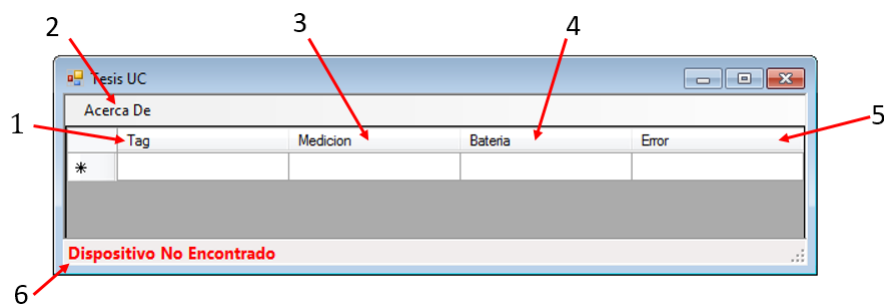 2 3 4
Tesis UC
Acerca De
1 5
Tag Medicion Bateria Error
*
Dispositivo No Encontrado
6